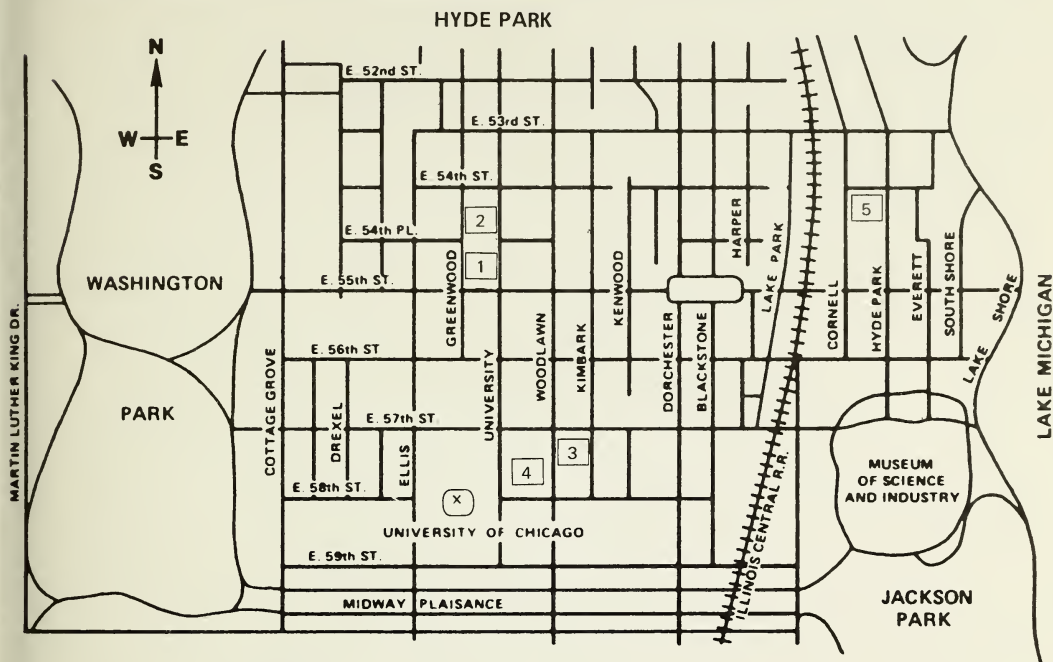 HYDE PARK
N
W E
S
E. 52nd ST.
E. 53rd ST.
E. 54th ST.
2
5
E. 54th PL.
1
E. 55th ST.
WASHINGTON
PARK
MARTIN LUTHER KING DR.
COTTAGE GROVE
GREENWOOD
UNIVERSITY
WOODLAWN
KIMBARK
KENWOOD
DORCHESTER
BLACKSTONE
HARPER
LAKE PARK
CORNELL
HYDE PARK
EVERETT
SOUTH SHORE
LAKE SHORE
LAKE MICHIGAN
E. 56th ST
DREXEL
ELLIS
E. 57th ST.
3
4
E. 58th ST.
X
UNIVERSITY OF CHICAGO
E. 59th ST.
MIDWAY PLAISANCE
ILLINOIS CENTRAL R.R.
MUSEUM
OF SCIENCE
AND INDUSTRY
JACKSON
PARK